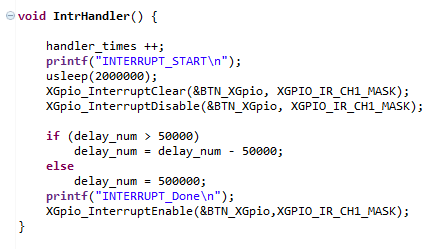 void IntrHandler() {
handler_times ++;
printf("INTERRUPT_START\n");
usleep(2000000);
XGpio_InterruptClear(&BTN_XGpio, XGPIO_IR_CH1_MASK);
XGpio_InterruptDisable(&BTN_XGpio, XGPIO_IR_CH1_MASK);
if (delay_num > 50000)
delay_num = delay_num - 50000;
else
delay_num = 500000;
printf("INTERRUPT_Done\n");
XGpio_InterruptEnable(&BTN_XGpio,XGPIO_IR_CH1_MASK);
}